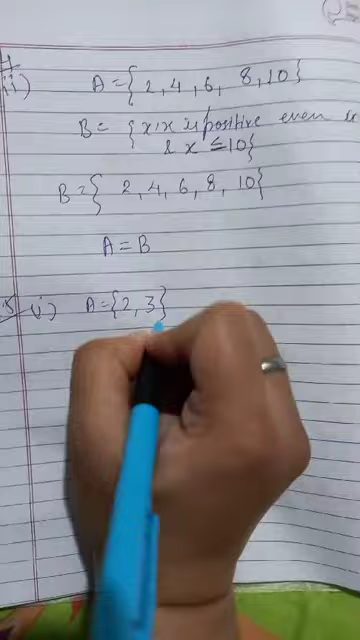 ii) A = { 2, 4, 6, 8, 10}
B = { x : x is positive even
& x ≤ 10}
B = { 2, 4, 6, 8, 10}
A = B
(i) A = {2, 3}